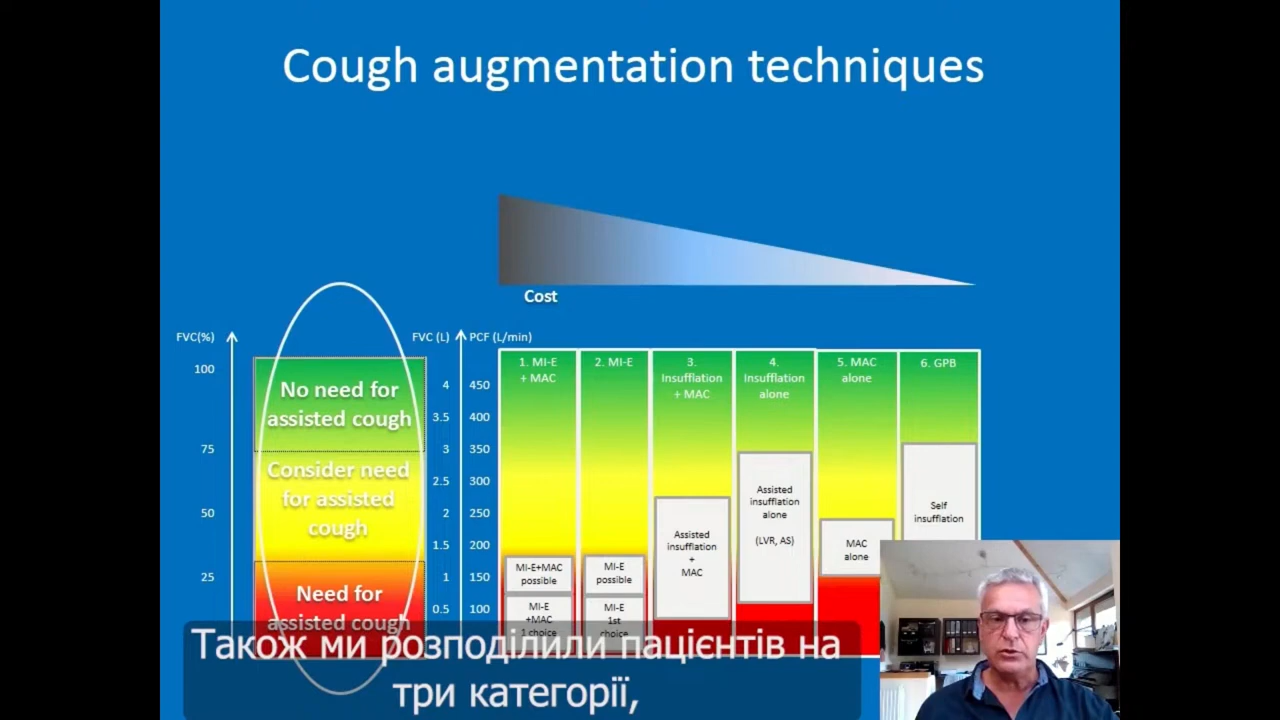 Cough augmentation techniques
Cost
FVC(%)
FVC (L)
PCF (L/min)
100
75
50
25
No need for
assisted cough
Consider need
for assisted
cough
Need for
assisted cough
4
3.5
3
2.5
2
1.5
1
0.5
450
400
350
300
250
200
150
100
1. MI-E
+ MAC
MI-E+MAC
possible
MI-E
+MAC
1 choice
2. MI-E
MI-E
possible
MI-E
1st
choice
3.
Insufflation
+ MAC
Assisted
insufflation
+
MAC
4.
Insufflation
alone
Assisted
insufflation
alone
(LVR, AS)
5. MAC
alone
MAC
alone
6. GPB
Self
insufflation
Також ми розподілили пацієнтів на
три категорії,